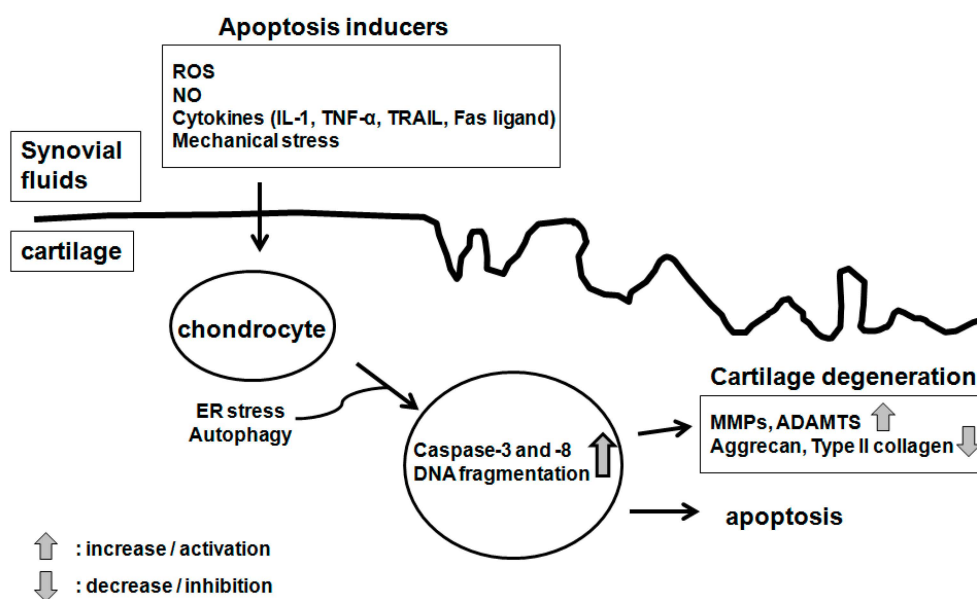 Apoptosis inducers
ROS
NO
Cytokines (IL-1, TNF-α, TRAIL, Fas ligand)
Mechanical stress
Synovial
fluids
cartilage
chondrocyte
ER stress
Autophagy
Caspase-3 and -8
DNA fragmentation
Cartilage degeneration
MMPs, ADAMTS
Aggrecan, Type II collagen
apoptosis
: increase / activation
: decrease / inhibition